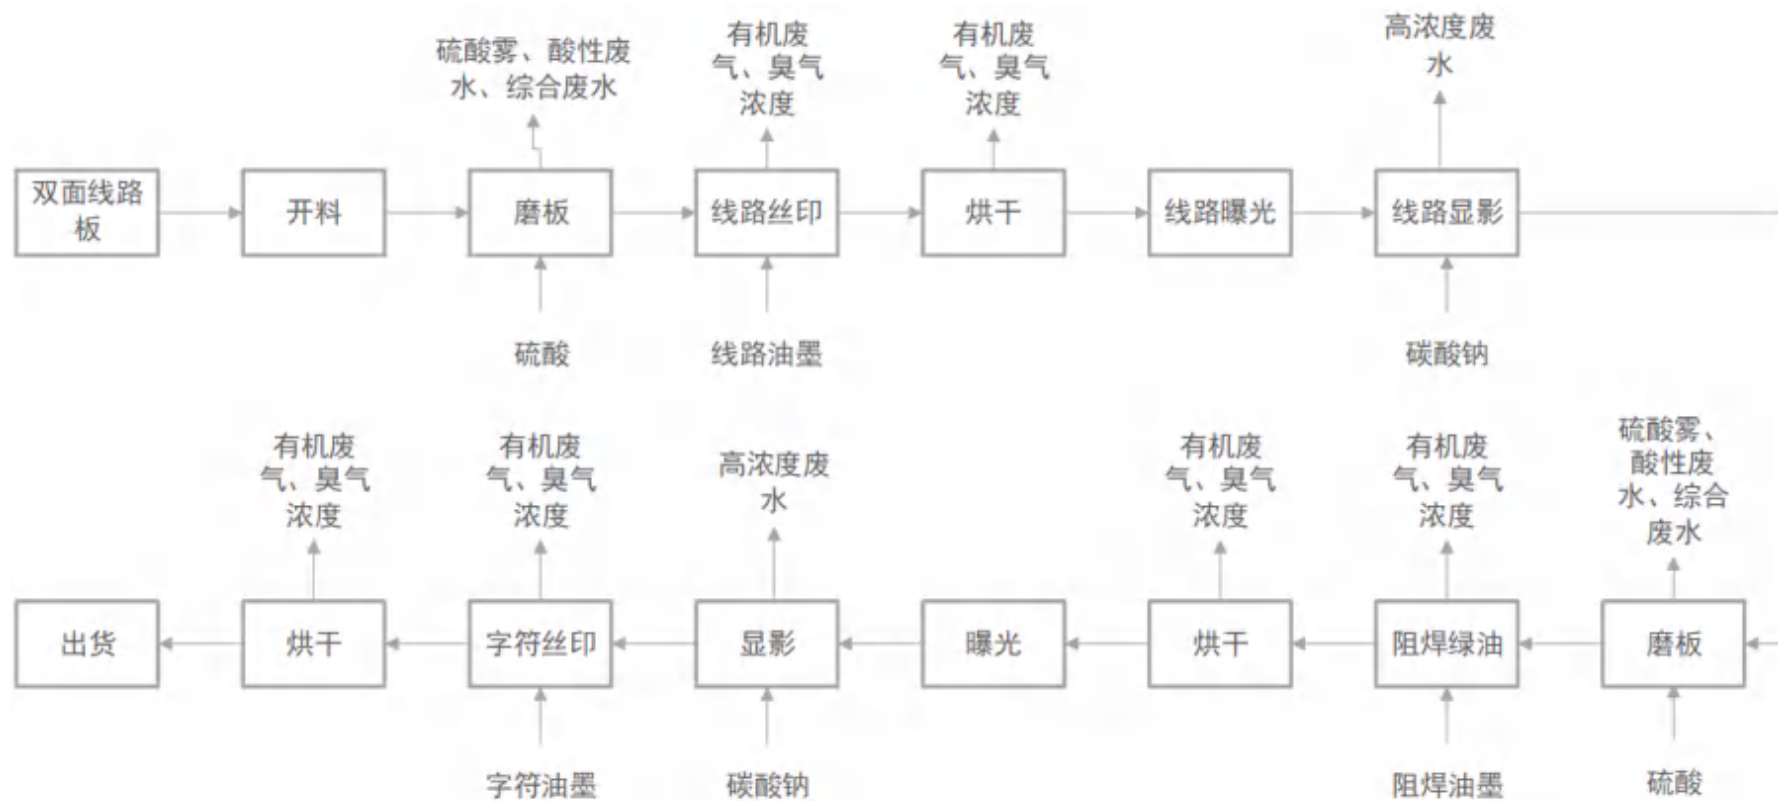 硫酸雾、酸性废
水、综合废水
有机废
气、臭气
浓度
有机废
气、臭气
浓度
高浓度废
水
双面线路
板
开料
磨板
线路丝印
烘干
线路曝光
线路显影
硫酸
线路油墨
碳酸钠
有机废
气、臭气
浓度
有机废
气、臭气
浓度
高浓度废
水
有机废
气、臭气
浓度
有机废
气、臭气
浓度
硫酸雾、
酸性废
水、综合
废水
出货
烘干
字符丝印
显影
曝光
烘干
阻焊绿油
磨板
字符油墨
碳酸钠
阻焊油墨
硫酸